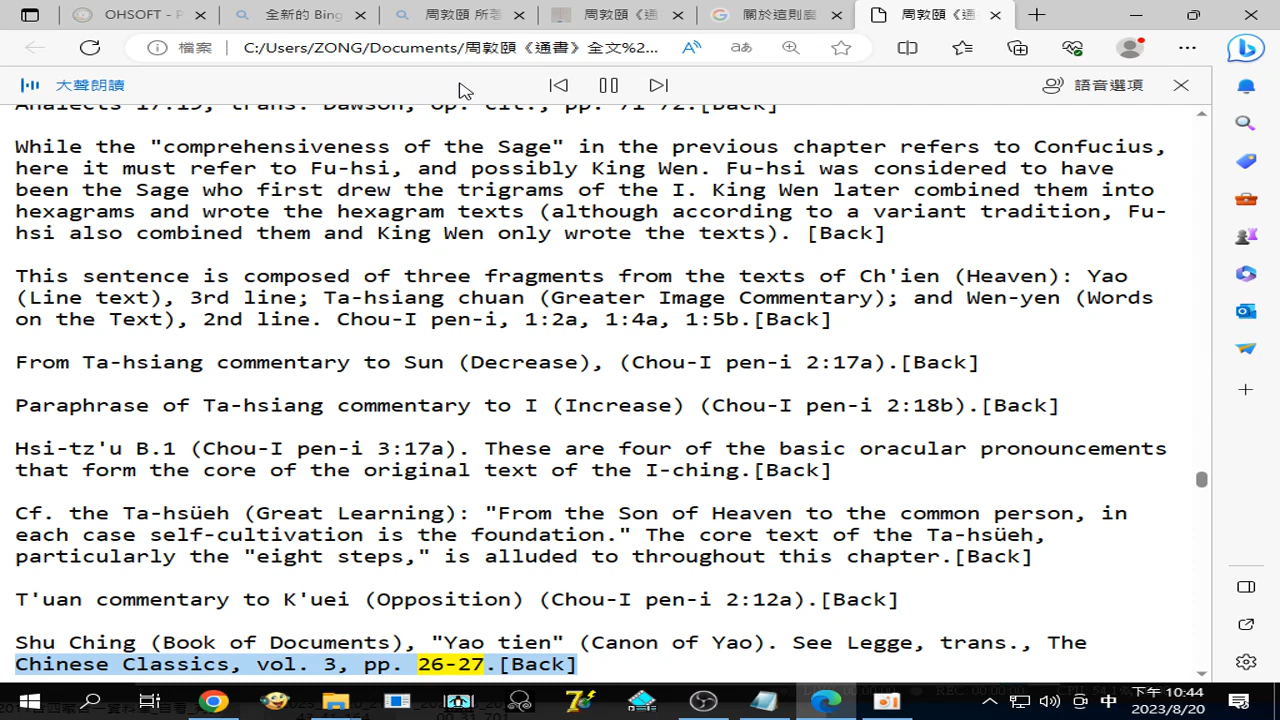 OHSOFT - F
全新的 Bing
周敦頤 所著
周敦頤《通
關於這則
周敦頤《通
檔案
C:/Users/ZONG/Documents/周敦頤《通書》全文%2...
大聲朗讀
語音選項
Analects 17.19, trans. Dawson, op. cit., pp. 71-72.[Back]
While the "comprehensiveness of the Sage" in the previous chapter refers to Confucius,
here it must refer to Fu-hsi, and possibly King Wen. Fu-hsi was considered to have
been the Sage who first drew the trigrams of the I. King Wen later combined them into
hexagrams and wrote the hexagram texts (although according to a variant tradition, Fu-
hsi also combined them and King Wen only wrote the texts). [Back]
This sentence is composed of three fragments from the texts of Ch'ien (Heaven): Yao
(Line text), 3rd line; Ta-hsiang chuan (Greater Image Commentary); and Wen-yen (Words
on the Text), 2nd line. Chou-I pen-i, 1:2a, 1:4a, 1:5b.[Back]
From Ta-hsiang commentary to Sun (Decrease), (Chou-I pen-i 2:17a).[Back]
Paraphrase of Ta-hsiang commentary to I (Increase) (Chou-I pen-i 2:18b).[Back]
Hsi-tz'u B.1 (Chou-I pen-i 3:17a). These are four of the basic oracular pronouncements
that form the core of the original text of the I-ching.[Back]
Cf. the Ta-hsüeh (Great Learning): "From the Son of Heaven to the common person, in
each case self-cultivation is the foundation." The core text of the Ta-hsüeh,
particularly the "eight steps," is alluded to throughout this chapter.[Back]
T'uan commentary to K'uei (Opposition) (Chou-I pen-i 2:12a).[Back]
Shu Ching (Book of Documents), "Yao tien" (Canon of Yao). See Legge, trans., The
Chinese Classics, vol. 3, pp. 26-27.[Back]
中
下午 10:44
2023/8/20